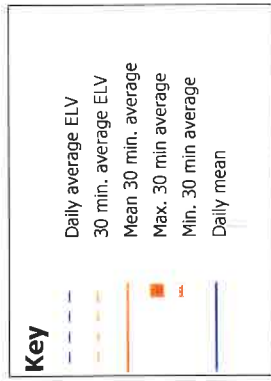 Key
Daily average ELV
30 min. average ELV
Mean 30 min. average
Max. 30 min average
Min. 30 min average
Daily mean